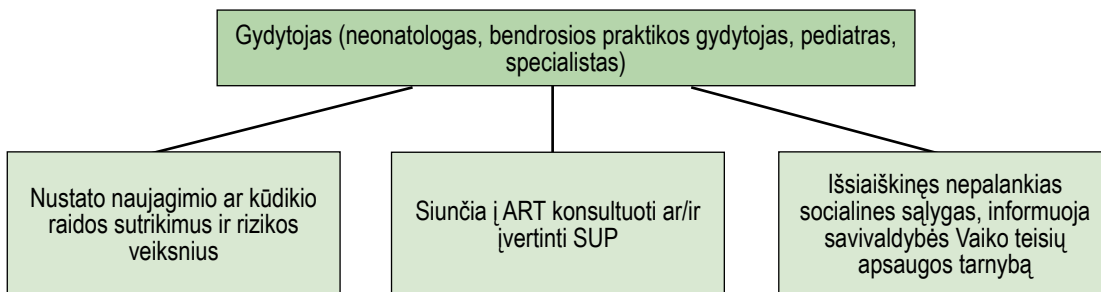 Gydytojas (neonatologas, bendrosios praktikos gydytojas, pediatras,
specialistas)
Nustato naujagimio ar kūdikio
raidos sutrikimus ir rizikos
veiksnius
Siunčia į ART konsultuoti ar/ir
įvertinti SUP
Išsiaiškinęs nepalankias
socialines sąlygas, informuoja
savivaldybės Vaiko teisių
apsaugos tarnybą